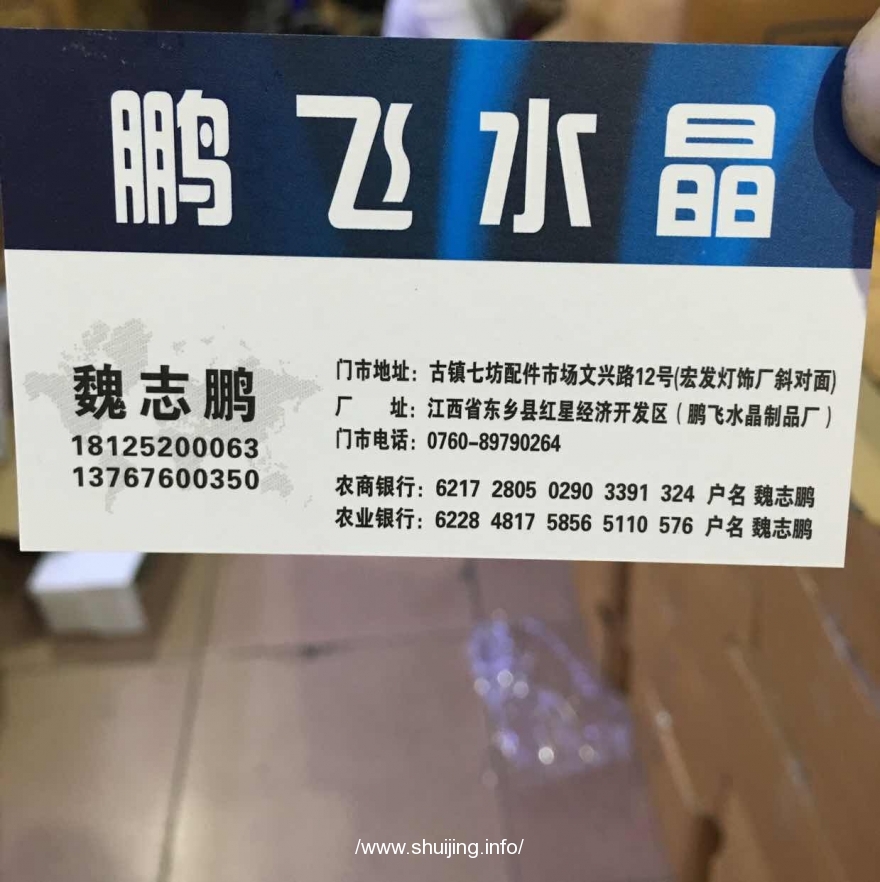 鹏飞水晶
魏志鹏
18125200063
13767600350
门市地址：古镇七坊配件市场文兴路12号(宏发灯饰厂斜对面)
厂　　址：江西省东乡县红星经济开发区（鹏飞水晶制品厂）
门市电话：0760-89790264
农商银行：6217 2805 0290 3391 324 户名 魏志鹏
农业银行：6228 4817 5856 5110 576 户名 魏志鹏
/www.shuijing.info/